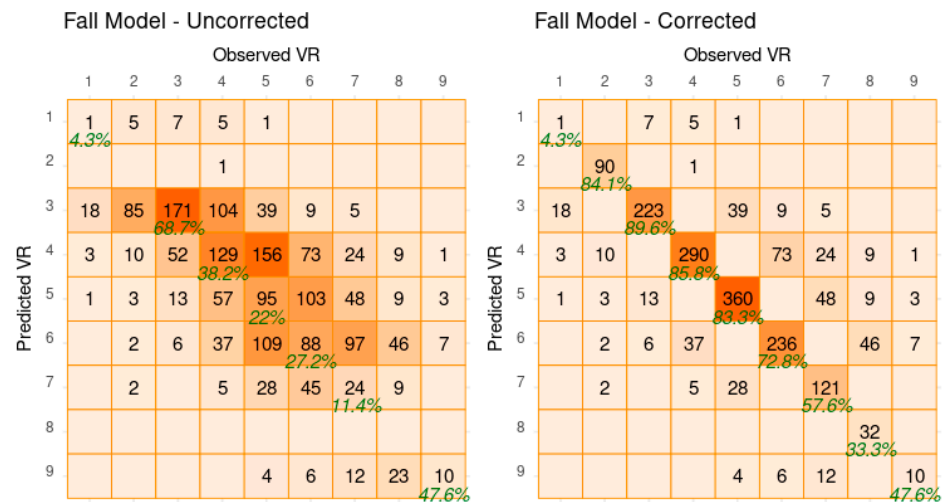 Fall Model - Uncorrected
Observed VR
1 2 3 4 5 6 7 8 9
Predicted VR
1 1 5 7 5 1
4.3%
2 1
3 18 85 171 104 39 9 5
68.7%
4 3 10 52 129 156 73 24 9 1
38.2%
5 1 3 13 57 95 103 48 9 3
22%
6 2 6 37 109 88 97 46 7
27.2%
7 2 5 28 45 24 9
11.4%
8
9 4 6 12 23 10
47.6%
Fall Model - Corrected
Observed VR
1 2 3 4 5 6 7 8 9
Predicted VR
1 1 7 5 1
4.3%
2 90 1
84.1%
3 18 223 39 9 5
89.6%
4 3 10 290 73 24 9 1
85.8%
5 1 3 13 360 48 9 3
83.3%
6 2 6 37 236 46 7
72.8%
7 2 5 28 121
57.6%
8 32
33.3%
9 4 6 12 10
47.6%